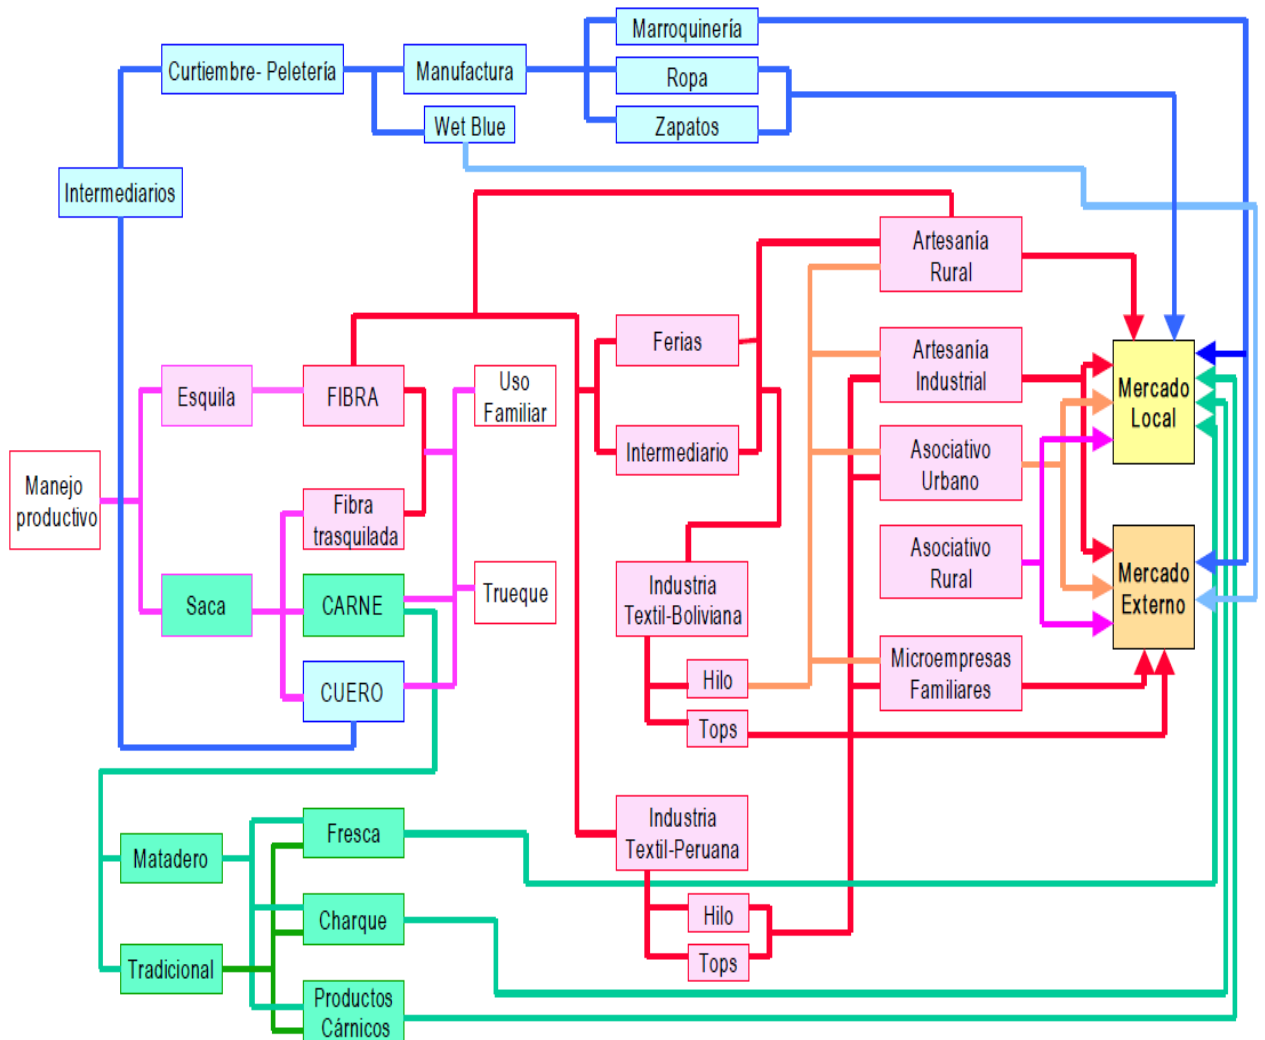 Marroquinería
Curtiembre- Peletería
Manufactura
Ropa
Wet Blue
Zapatos
Intermediarios
Artesanía
Rural
Ferias
Artesanía
Industrial
Mercado
Local
Esquila
FIBRA
Uso
Familiar
Intermediario
Asociativo
Urbano
Manejo
productivo
Fibra
trasquilada
Asociativo
Rural
Mercado
Externo
Saca
CARNE
Trueque
Industria
Textil-Boliviana
CUERO
Hilo
Microempresas
Familiares
Tops
Industria
Textil-Peruana
Fresca
Matadero
Hilo
Charque
Tops
Tradicional
Productos
Cárnicos